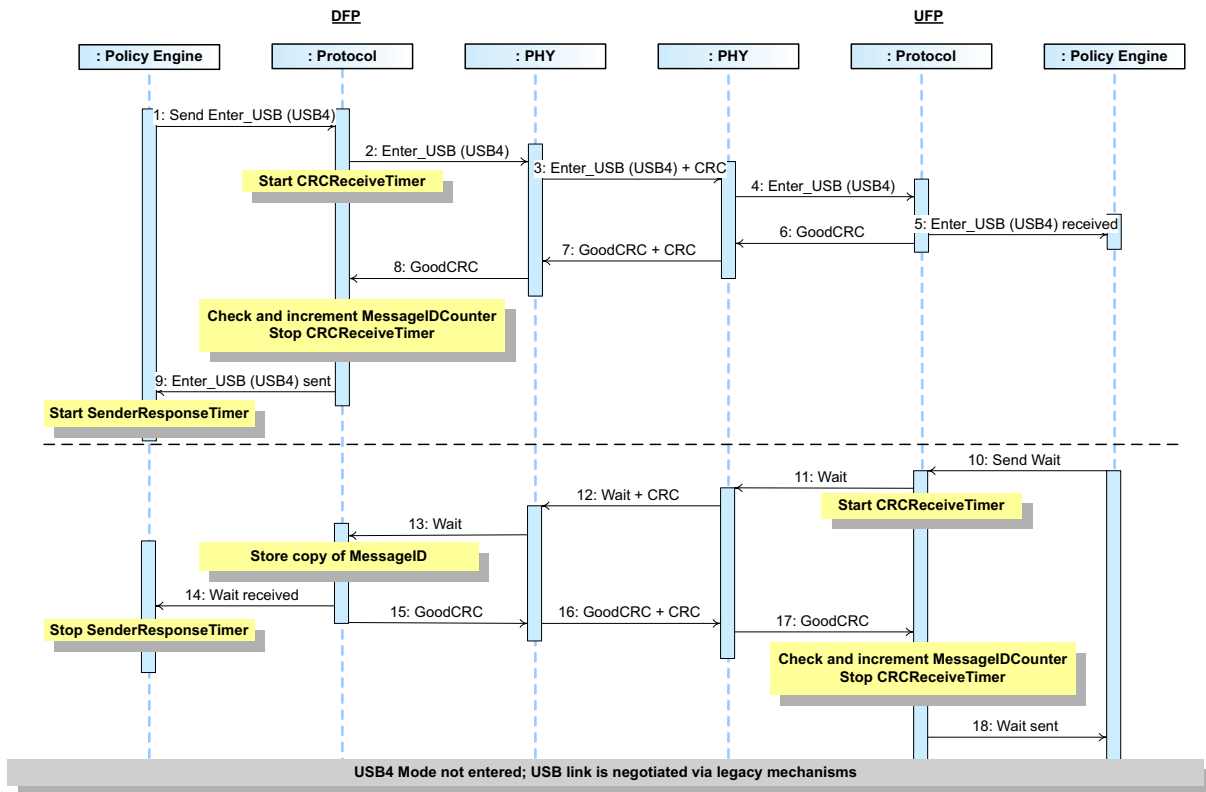 DFP
UFP
: Policy Engine
: Protocol
: PHY
: PHY
: Protocol
: Policy Engine
1: Send Enter_USB (USB4)
2: Enter_USB (USB4)
3: Enter_USB (USB4) + CRC
Start CRCReceiveTimer
4: Enter_USB (USB4)
5: Enter_USB (USB4) received
6: GoodCRC
7: GoodCRC + CRC
8: GoodCRC
Check and increment MessageIDCounter
Stop CRCReceiveTimer
9: Enter_USB (USB4) sent
Start SenderResponseTimer
10: Send Wait
11: Wait
12: Wait + CRC
Start CRCReceiveTimer
13: Wait
Store copy of MessageID
14: Wait received
15: GoodCRC
16: GoodCRC + CRC
17: GoodCRC
Stop SenderResponseTimer
Check and increment MessageIDCounter
Stop CRCReceiveTimer
18: Wait sent
USB4 Mode not entered; USB link is negotiated via legacy mechanisms